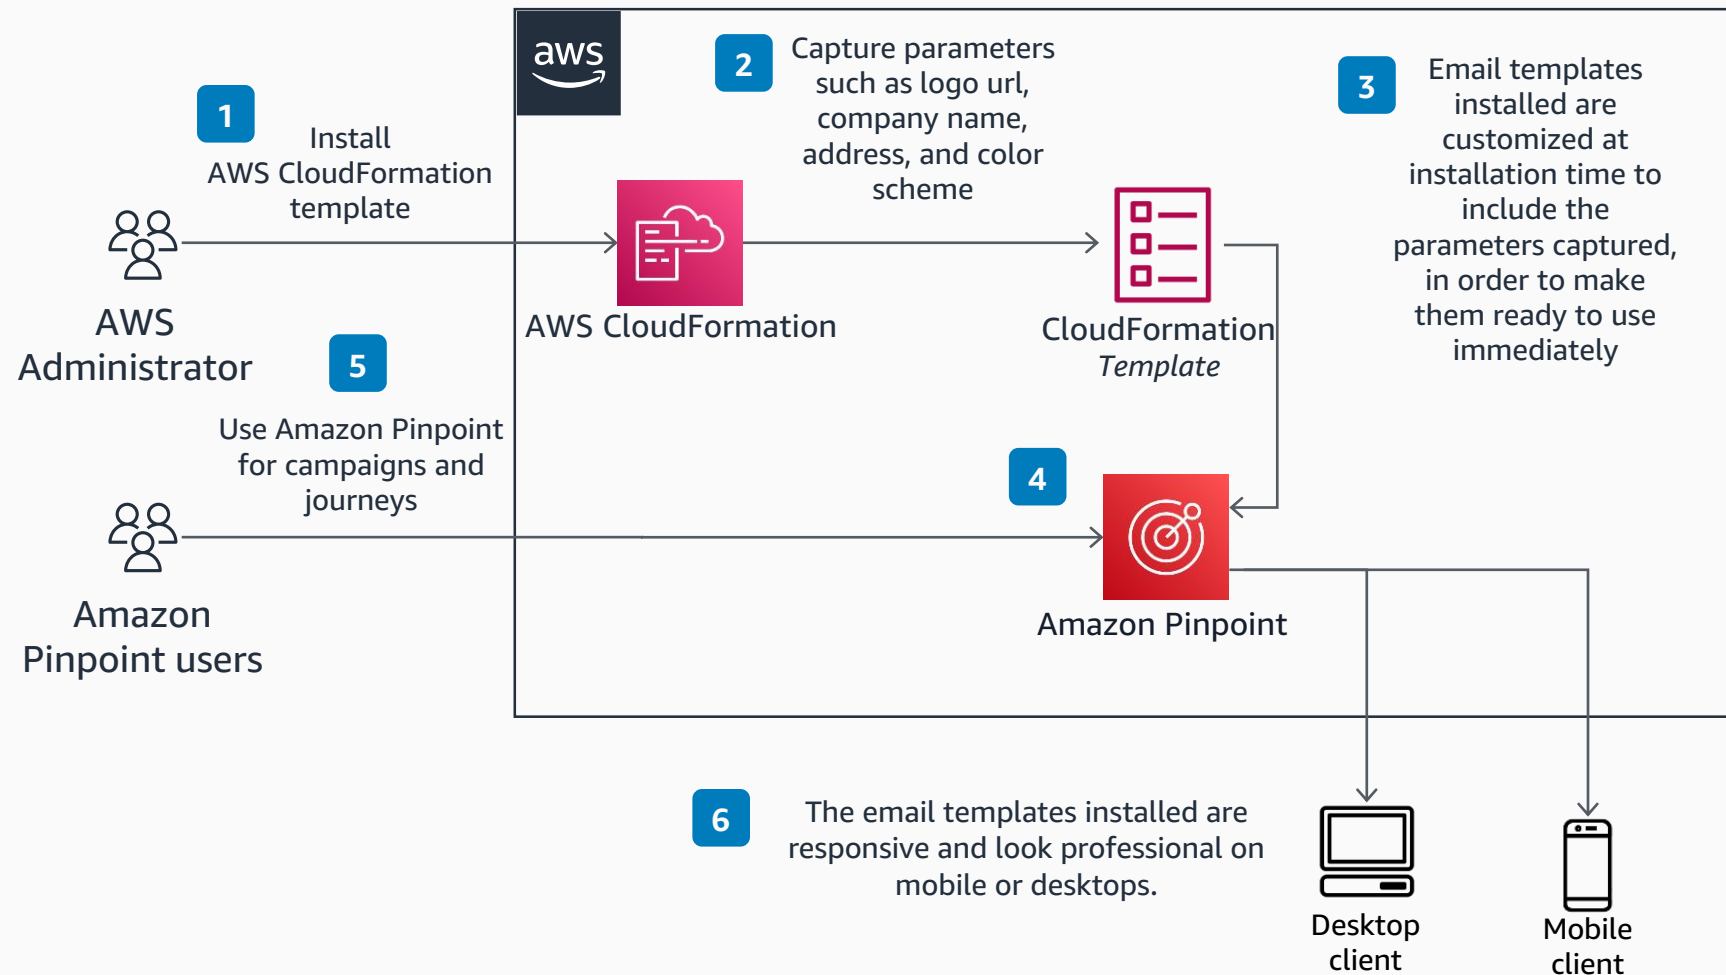 aws
1
Install
AWS CloudFormation
template
2
Capture parameters
such as logo url,
company name,
address, and color
scheme
3
Email templates
installed are
customized at
installation time to
include the
parameters captured,
in order to make
them ready to use
immediately
AWS
Administrator
AWS CloudFormation
CloudFormation
Template
5
Use Amazon Pinpoint
for campaigns and
journeys
4
Amazon
Pinpoint users
Amazon Pinpoint
6
The email templates installed are
responsive and look professional on
mobile or desktops.
Desktop
client
Mobile
client